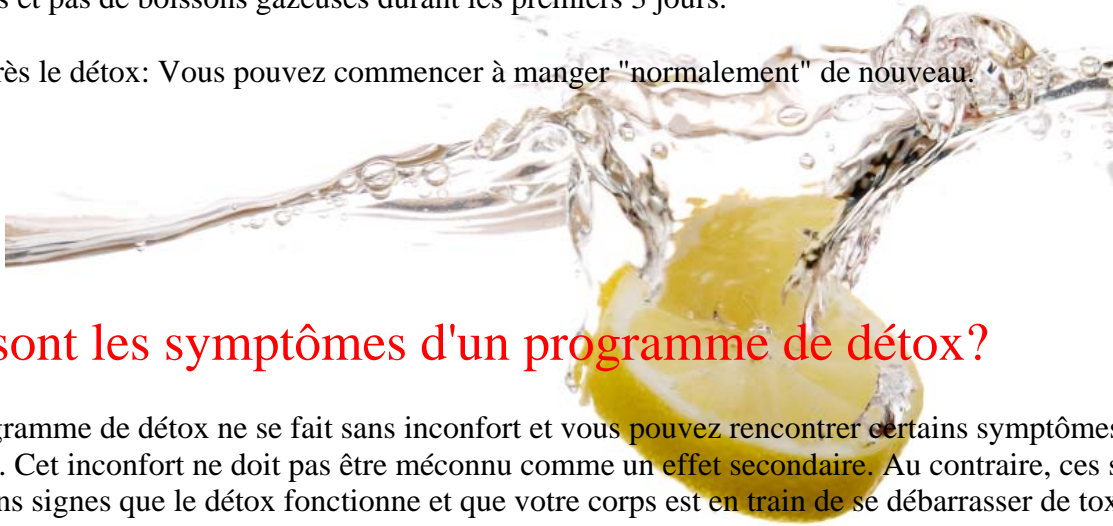 s et pas de boissons gazeuses durant les premiers 3 jours.
rès le détox: Vous pouvez commencer à manger "normalement" de nouveau.
sont les symptômes d'un programme de détox?
gramme de détox ne se fait sans inconfort et vous pouvez rencontrer certains symptômes
. Cet inconfort ne doit pas être méconnu comme un effet secondaire. Au contraire, ces s
ns signes que le détox fonctionne et que votre corps est en train de se débarrasser de tox